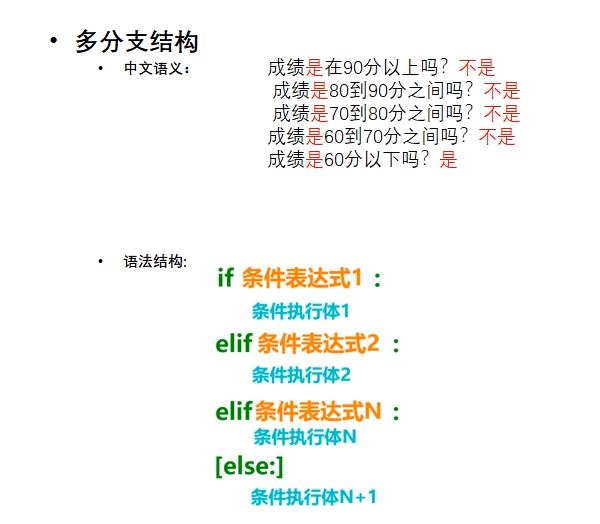 • 多分支结构
• 中文语义：
成绩是在90分以上吗？不是
成绩是80到90分之间吗？不是
成绩是70到80分之间吗？不是
成绩是60到70分之间吗？不是
成绩是60分以下吗？是
• 语法结构:
if 条件表达式1 :
条件执行体1
elif 条件表达式2 :
条件执行体2
elif 条件表达式N :
条件执行体N
[else:]
条件执行体N+1